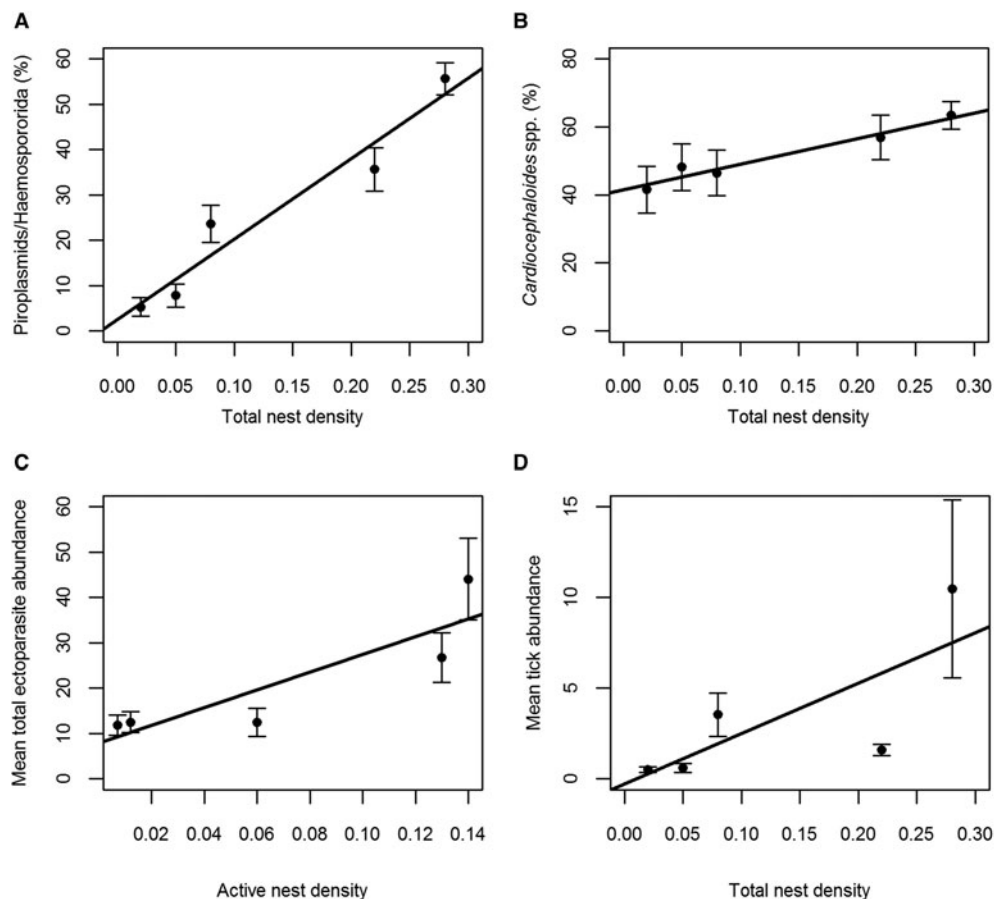 A
Piroplasmids/Haemospororida (%)
60
50
40
30
20
10
0
0.00 0.05 0.10 0.15 0.20 0.25 0.30
Total nest density
B
Cardiocephaloides spp. (%)
80
60
40
20
0
0.00 0.05 0.10 0.15 0.20 0.25 0.30
Total nest density
C
Mean total ectoparasite abundance
60
50
40
30
20
10
0
0.02 0.04 0.06 0.08 0.10 0.12 0.14
Active nest density
D
Mean tick abundance
15
10
5
0
0.00 0.05 0.10 0.15 0.20 0.25 0.30
Total nest density